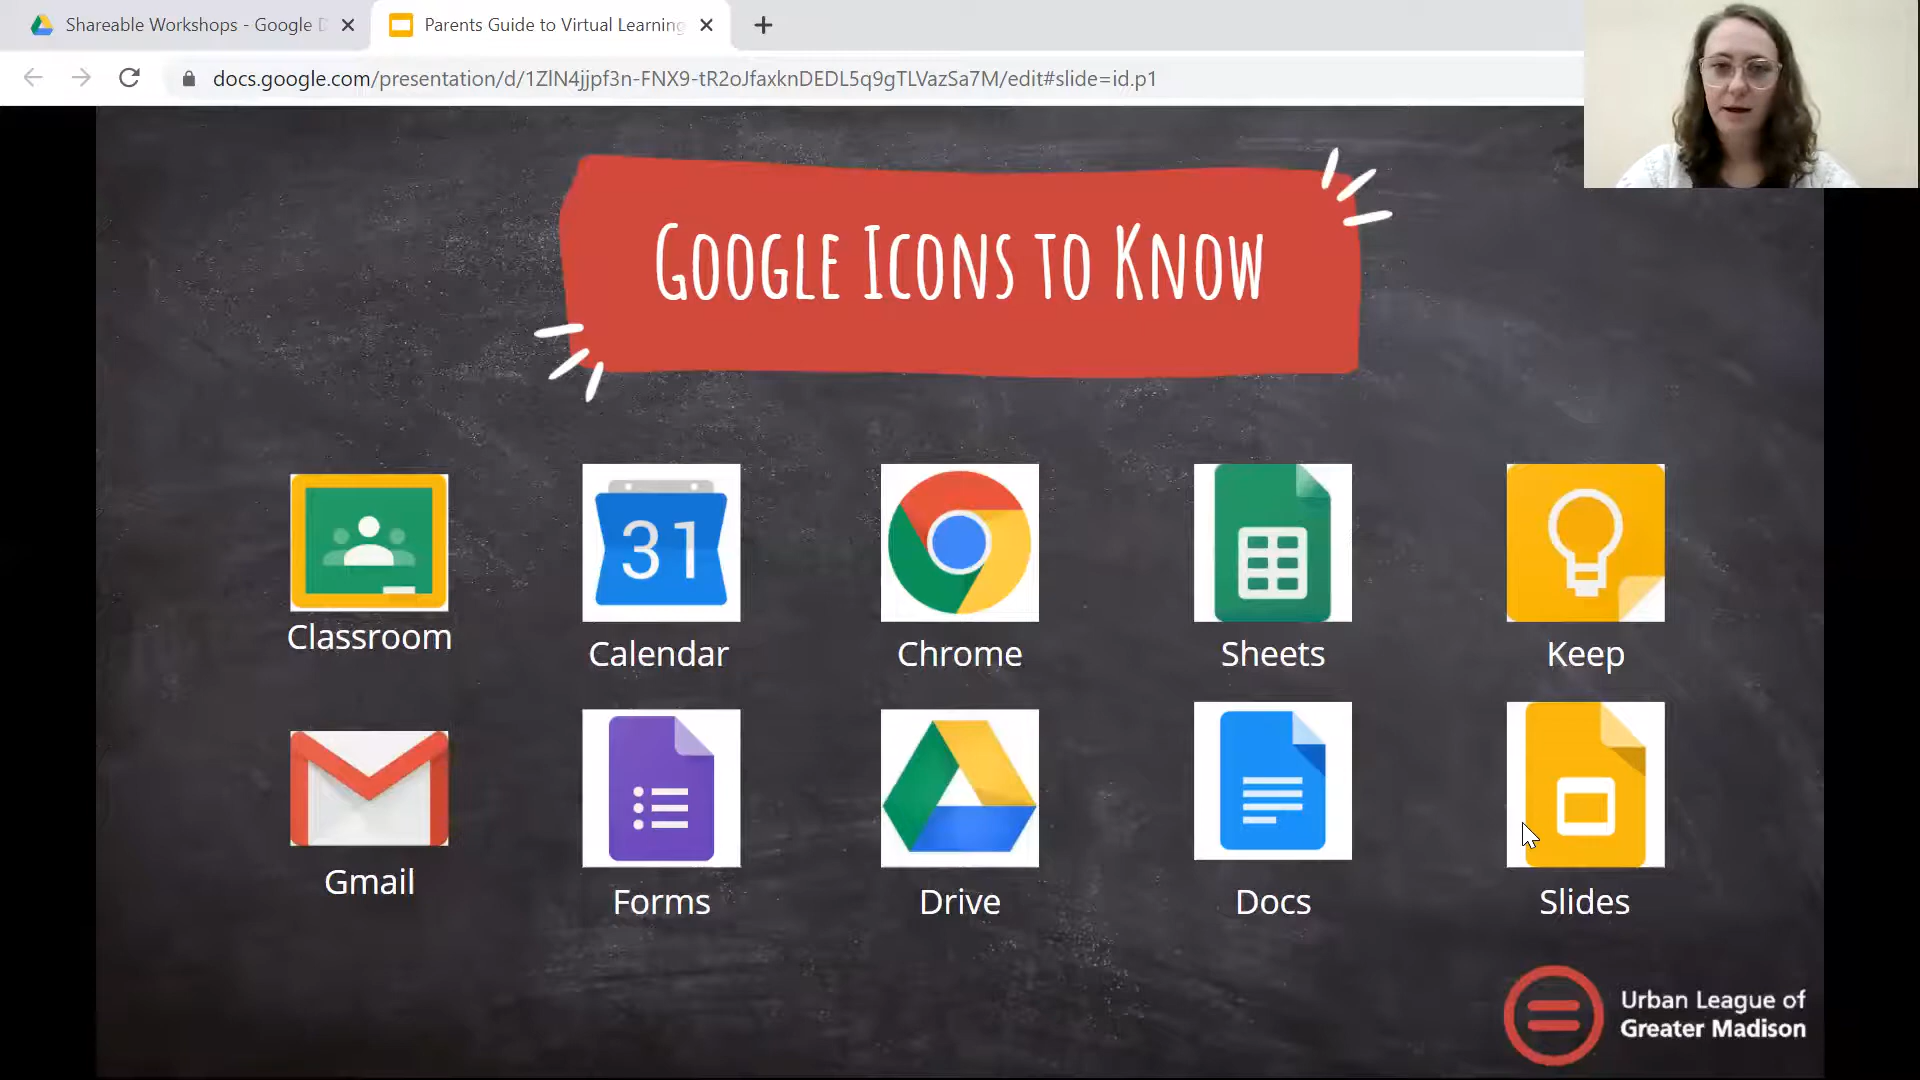 Shareable Workshops - Google D
Parents Guide to Virtual Learning
docs.google.com/presentation/d/1ZlN4jjpf3n-FNX9-tR2oJfaxknDEDL5q9gTLVazSa7M/edit#slide=id.p1
Google Icons to Know
31
Classroom
Calendar
Chrome
Sheets
Keep
Gmail
Forms
Drive
Docs
Slides
Urban League of
Greater Madison